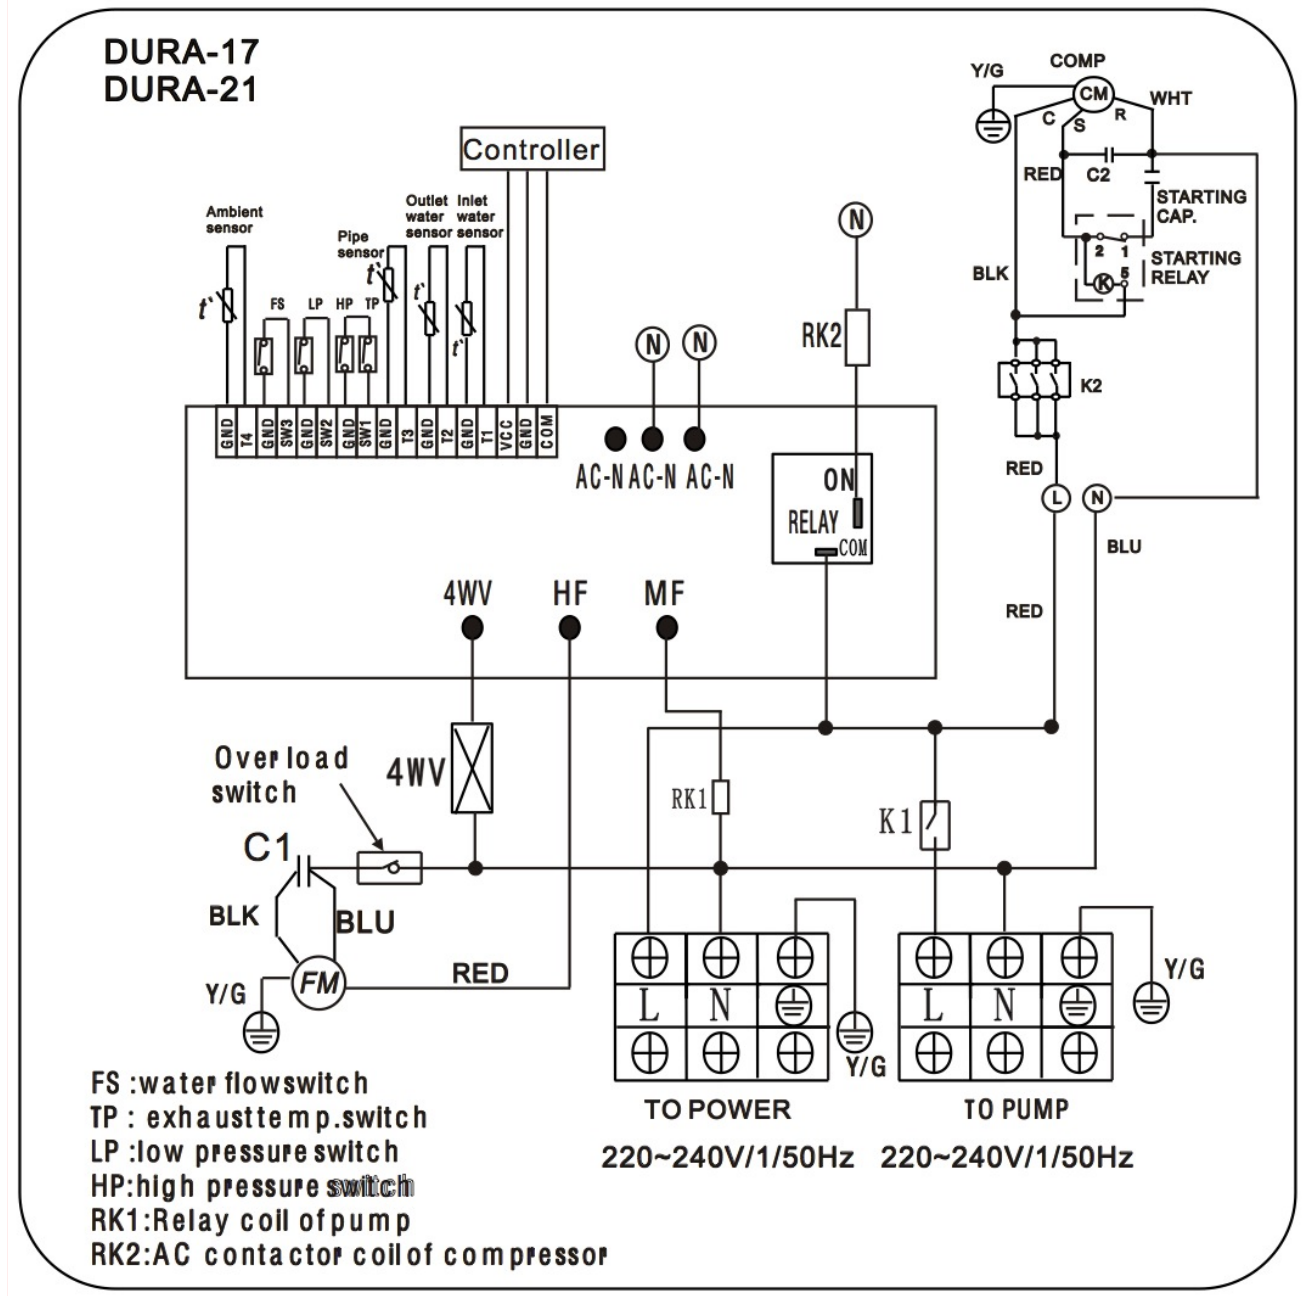 DURA-17
DURA-21
COMP
Y/G
CM
WHT
C
S
R
Controller
RED
C2
STARTING
CAP.
Ambient
sensor
Pipe
sensor
Outlet
water
sensor
Inlet
water
sensor
N
2
1
STARTING
RELAY
K
5
BLK
t°
t°
t°
t°
FS
LP
HP
TP
N
N
RK2
K2
GND
T4
GND
SW3
GND
SW2
GND
SW1
GND
T3
GND
T2
GND
T1
VCC
GND
COM
AC-N
AC-N
AC-N
ON
RELAY
COM
RED
L
N
BLU
4WV
HF
MF
RED
Overload
switch
4WV
RK1
K1
C1
BLK
BLU
FM
RED
Y/G
L
N
Y/G
L
N
Y/G
TO POWER
TO PUMP
220~240V/1/50Hz
220~240V/1/50Hz
FS :water flowswitch
TP : exhausttemp.switch
LP :low pressure switch
HP:high pressure switch
RK1:Relay coil of pump
RK2:AC contactor coilof compressor